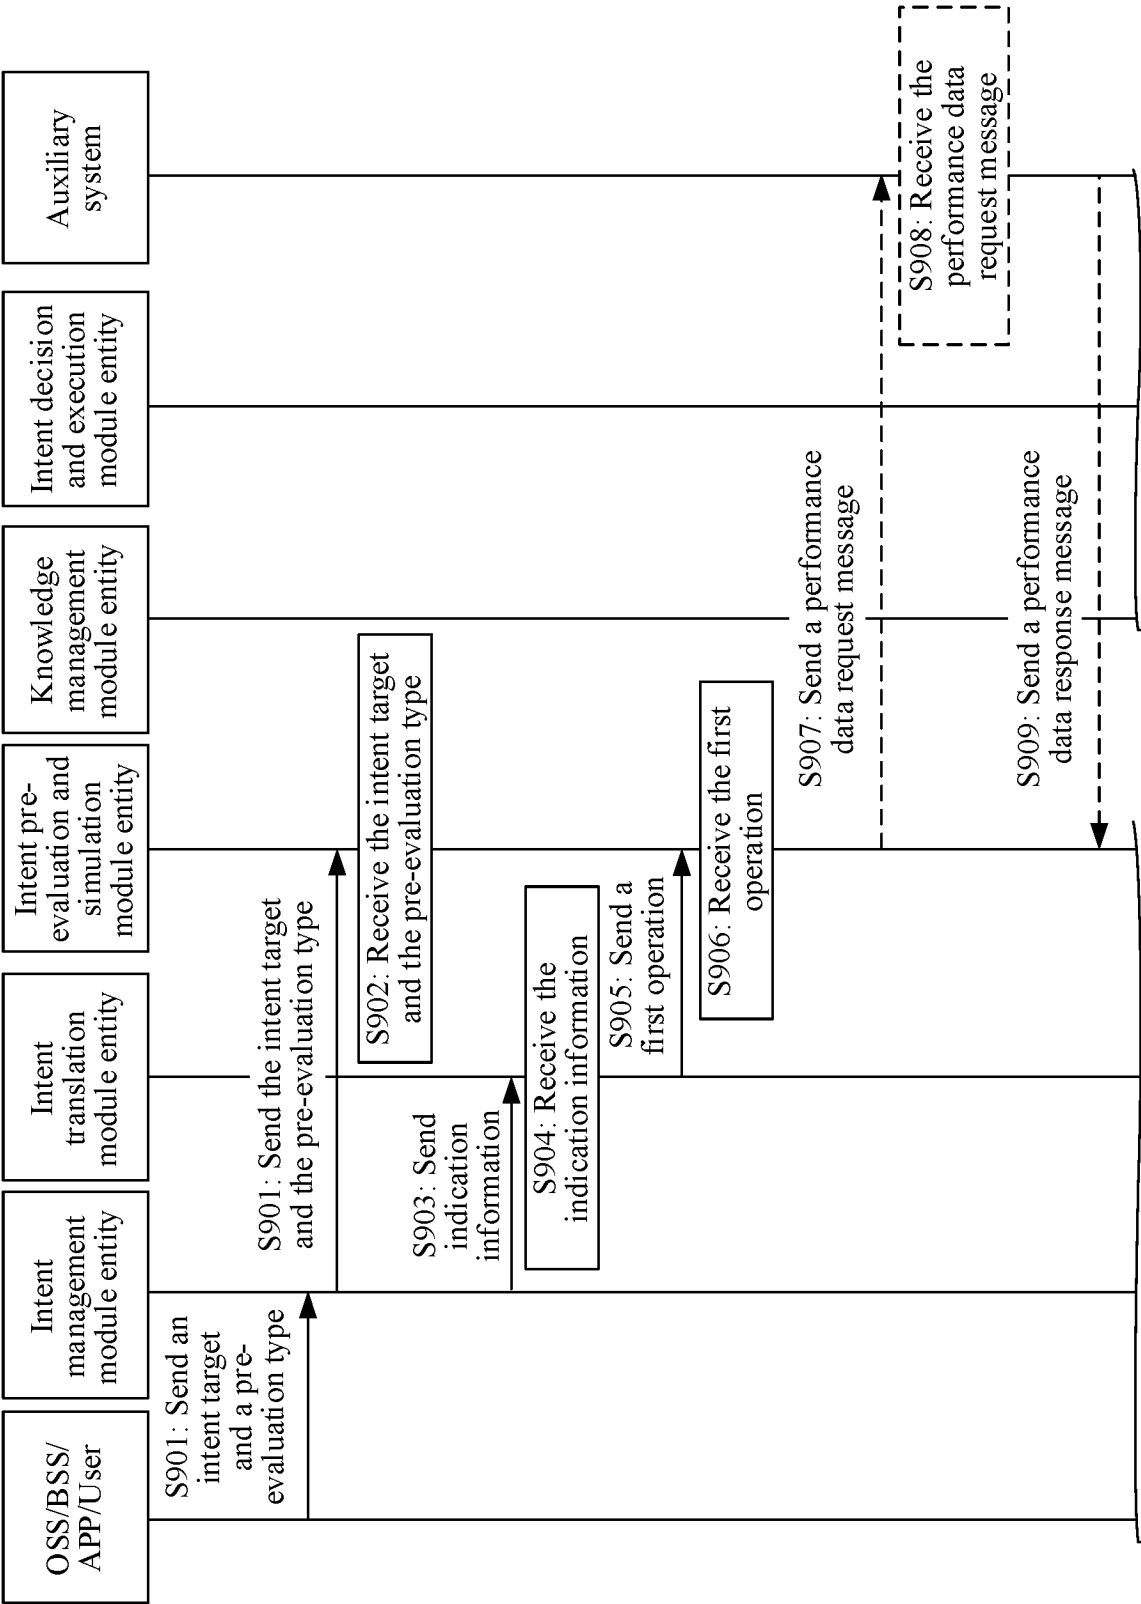 OSS/BSS/
APP/User
Intent
management
module entity
Intent
translation
module entity
Intent pre-
evaluation and
simulation
module entity
Knowledge
management
module entity
Intent decision
and execution
module entity
Auxiliary
system
S901: Send an
intent target
and a pre-
evaluation type
S901: Send the intent target
and the pre-evaluation type
S902: Receive the intent target
and the pre-evaluation type
S903: Send
indication
information
S904: Receive the
indication information
S905: Send a
first operation
S906: Receive the first
operation
S907: Send a performance
data request message
S908: Receive the
performance data
request message
S909: Send a performance
data response message